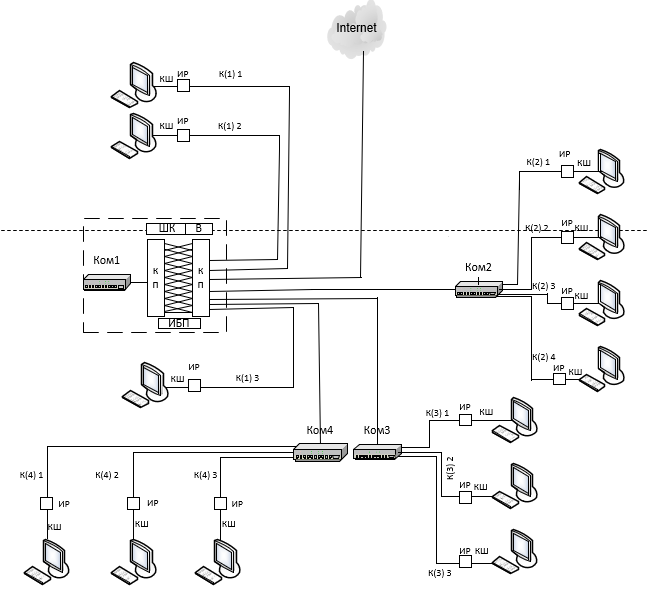 Internet
К(1) 1
КШ
ИР
К(1) 2
КШ
ИР
К(2) 1
ИР
КШ
К(2) 2
ИР
КШ
ШК
В
Ком1
К
П
К
П
ИБП
Ком2
К(2) 3
ИР
КШ
К(2) 4
ИР
КШ
КШ
ИР
К(1) 3
Ком4
Ком3
К(3) 1
ИР
КШ
К(3) 2
ИР
КШ
К(3) 3
ИР
КШ
К(4) 1
ИР
КШ
К(4) 2
ИР
КШ
К(4) 3
ИР
КШ